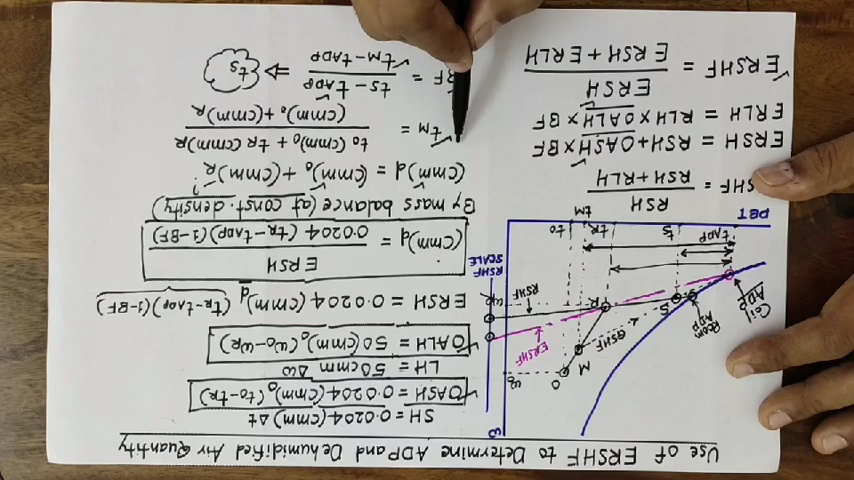 Use of ERSHF to Determine ADP and Dehumidified Air Quantity
SH = 0.0204 (cmm) Δt
OASH = 0.0204 (cmm)o (to-tR)
LH = 50 cmm Δω
OALH = 50 (cmm)o (ωo-ωR)
ERSH = 0.0204 (cmm)d (tR-tADP) (1-BF)
(cmm)d = ERSH / 0.0204 (tR-tADP) (1-BF)
By mass balance (at const. density)
(cmm)d = (cmm)o + (cmm)R ?
tM = to (cmm)o + tR (cmm)R / (cmm)o + (cmm)R
BF = ts-tADP / tM-tADP ⇒ ts
ω
O
M
R
S
ωo
ωR
RSHF
ERSHF
RSHF
Room ADP
Coil ADP
RSHF SCALE
DBT
tADP
ts
tR
tM
to
RSH / RSH + RLH
ERSH = RSH + OASH × BF
ERLH = RLH × OALH × BF
ERSHF = ERSH / ERSH + ERLH